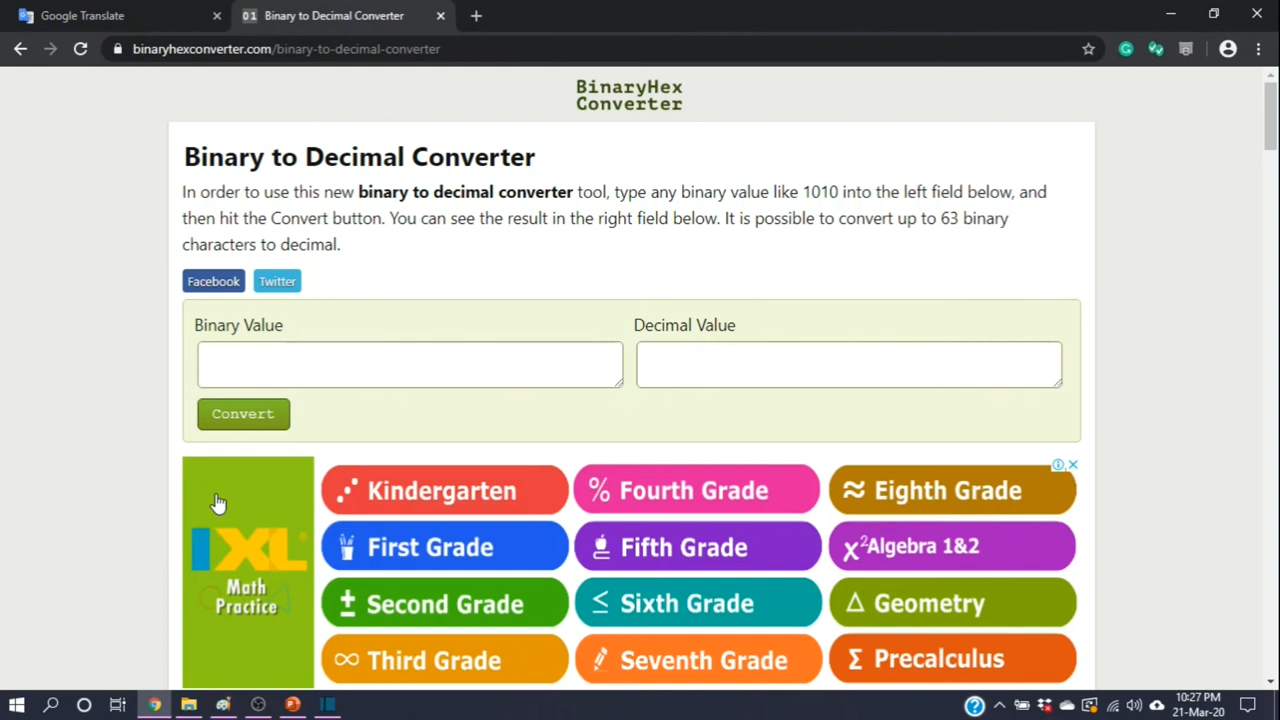 Google Translate
01 Binary to Decimal Converter
binaryhexconverter.com/binary-to-decimal-converter
BinaryHex
Converter
Binary to Decimal Converter
In order to use this new binary to decimal converter tool, type any binary value like 1010 into the left field below, and
then hit the Convert button. You can see the result in the right field below. It is possible to convert up to 63 binary
characters to decimal.
Facebook Twitter
Binary Value Decimal Value
Convert
IXL
Math
Practice
Kindergarten
% Fourth Grade
≈ Eighth Grade
First Grade
Fifth Grade
x² Algebra 1&2
± Second Grade
≤ Sixth Grade
Δ Geometry
∞ Third Grade
Seventh Grade
Σ Precalculus
10:27 PM
21-Mar-20